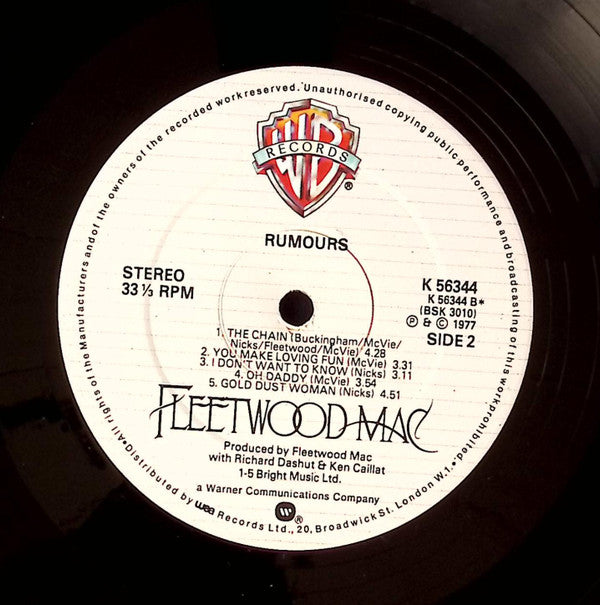 •All rights of the Manufacturers and of the owners of the recorded work reserved. Unauthorised copying public performance and broadcasting of this work prohibited.•
WB
RECORDS
®
RUMOURS
STEREO
33⅓ RPM
K 56344
K 56344 B*
(BSK 3010)
℗ & © 1977
SIDE 2
1. THE CHAIN (Buckingham/McVie/
Nicks/Fleetwood/McVie) 4.28
2. YOU MAKE LOVING FUN (McVie) 3.31
3. I DON'T WANT TO KNOW (Nicks) 3.11
4. OH DADDY (McVie) 3.54
5. GOLD DUST WOMAN (Nicks) 4.51
FLEETWOOD MAC
Produced by Fleetwood Mac
with Richard Dashut & Ken Caillat
1-5 Bright Music Ltd.
a Warner Communications Company
W®
Distributed by wea Records Ltd., 20, Broadwick St. London W.1.